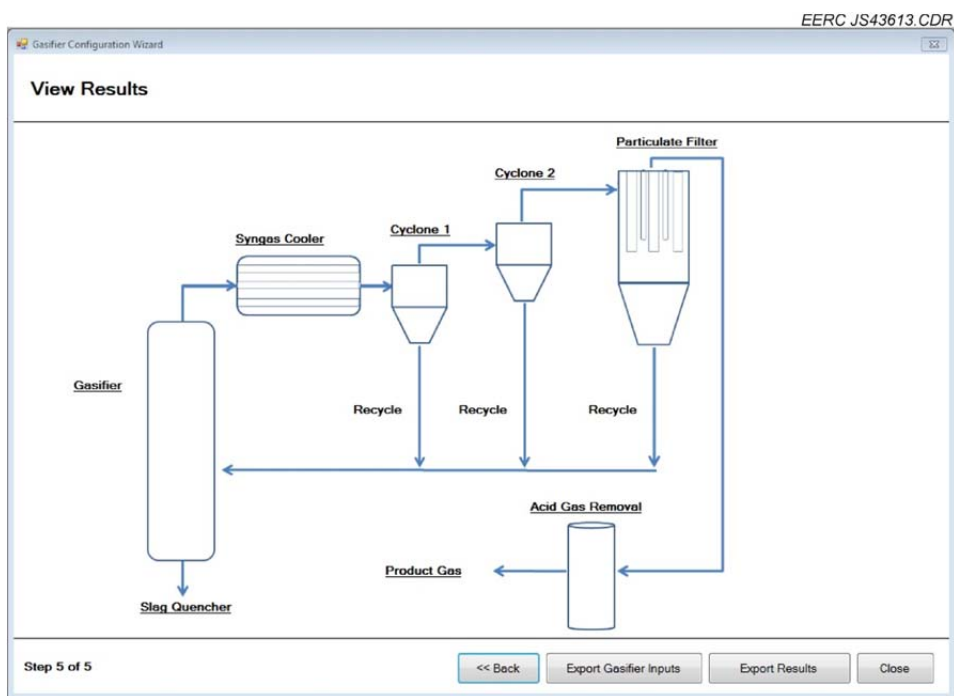 EERC JS43613.CDR
Gasifier Configuration Wizard
View Results
Particulate Filter
Cyclone 2
Cyclone 1
Syngas Cooler
Gasifier
Recycle
Recycle
Recycle
Acid Gas Removal
Product Gas
Slag Quencher
Step 5 of 5
<< Back
Export Gasifier Inputs
Export Results
Close